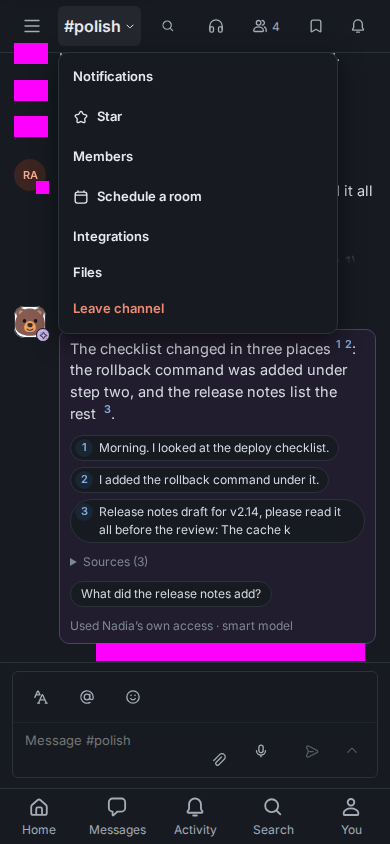 #polish
4
Notifications
Star
Members
RA
it all
Schedule a room
Integrations
Files
Leave channel
The checklist changed in three places 1 2:
the rollback command was added under
step two, and the release notes list the
rest 3.
1 Morning. I looked at the deploy checklist.
2 I added the rollback command under it.
3 Release notes draft for v2.14, please read it
all before the review: The cache k
Sources (3)
What did the release notes add?
Used Nadia's own access · smart model
Message #polish
Home Messages Activity Search You